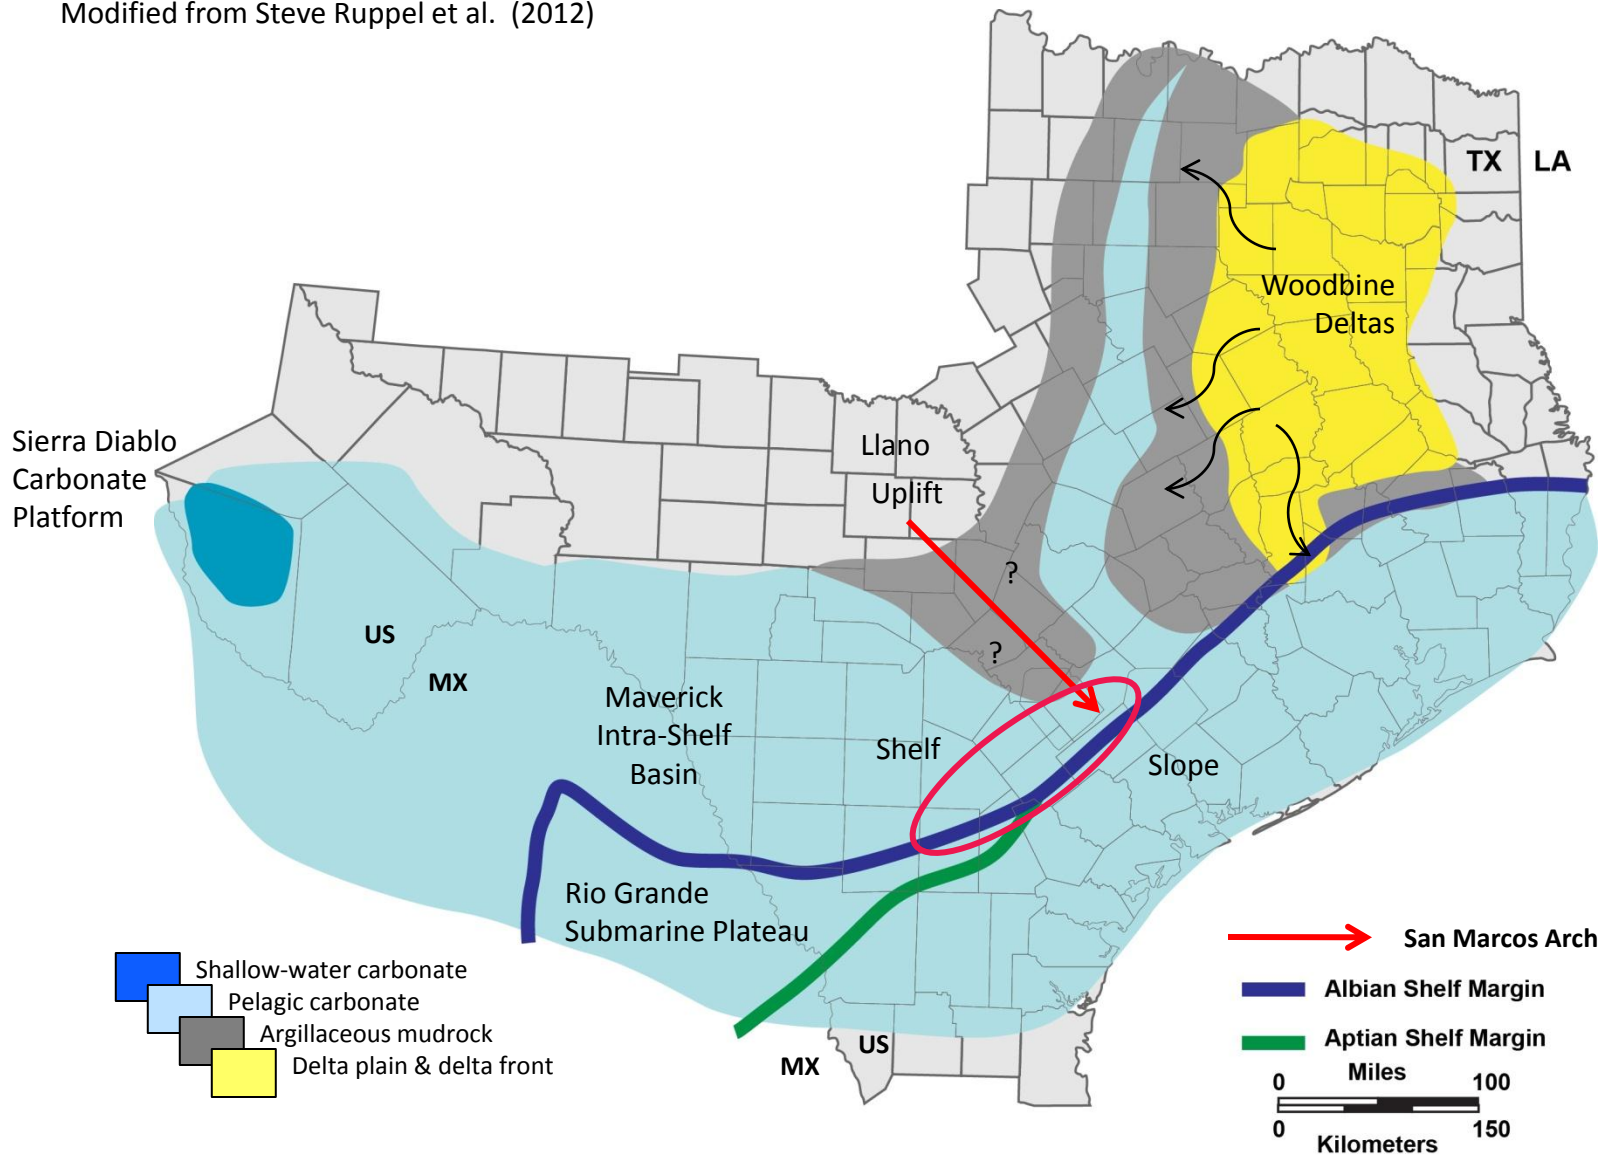 Modified from Steve Ruppel et al.  (2012)
TX
LA
Woodbine
Deltas
Sierra Diablo
Carbonate
Platform
Llano
Uplift
?
?
US
MX
Maverick
Intra-Shelf
Basin
Shelf
Slope
Rio Grande
Submarine Plateau
Shallow-water carbonate
Pelagic carbonate
Argillaceous mudrock
Delta plain & delta front
MX
US
San Marcos Arch
Albian Shelf Margin
Aptian Shelf Margin
Miles
0 100
0 150
Kilometers